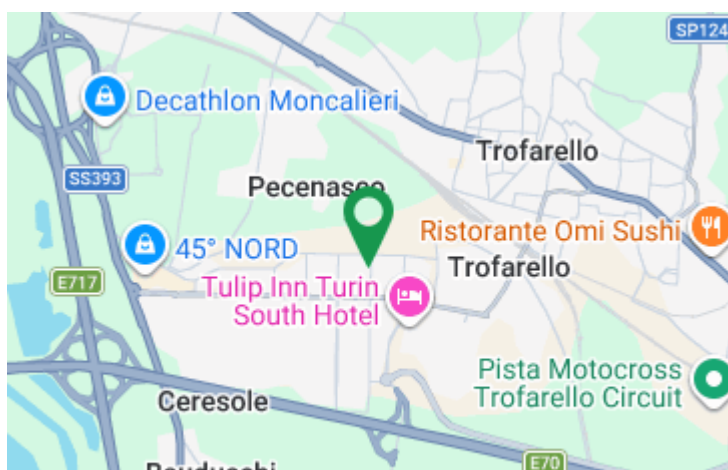 SP124
Decathlon Moncalieri
Trofarello
SS393
Pecenasco
Ristorante Omi Sushi
45° NORD
Trofarello
E717
Tulip Inn Turin
South Hotel
Pista Motocross
Trofarello Circuit
Ceresole
E70